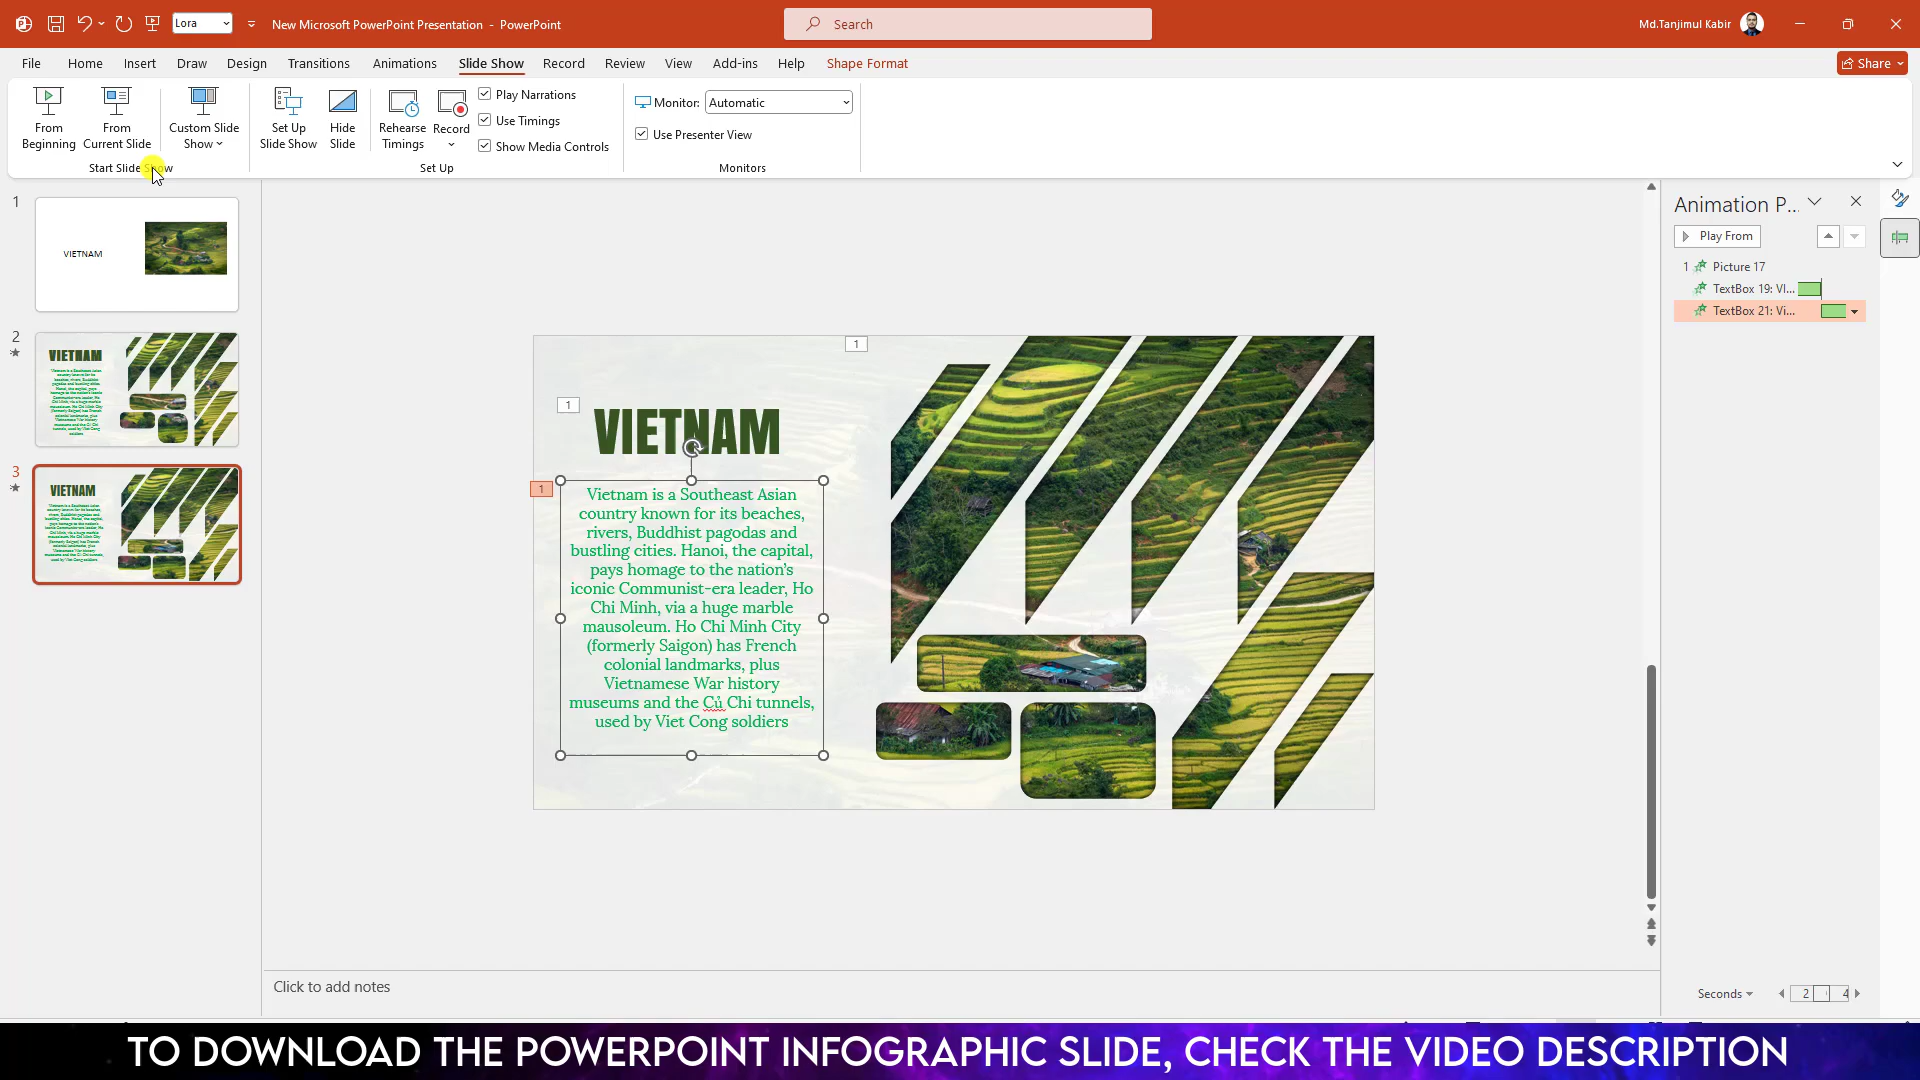 Lora
New Microsoft PowerPoint Presentation - PowerPoint
Search
Md.Tanjimul Kabir
File
Home
Insert
Draw
Design
Transitions
Animations
Slide Show
Record
Review
View
Add-ins
Help
Shape Format
Share
From
Beginning
From
Current Slide
Custom Slide
Show
Start Slide Show
Set Up
Slide Show
Hide
Slide
Rehearse
Timings
Record
Play Narrations
Use Timings
Show Media Controls
Set Up
Monitor:
Automatic
Use Presenter View
Monitors
1
VIETNAM
2
VIETNAM
3
VIETNAM
1
1
VIETNAM
1
Vietnam is a Southeast Asian
country known for its beaches,
rivers, Buddhist pagodas and
bustling cities. Hanoi, the capital,
pays homage to the nation's
iconic Communist-era leader, Ho
Chi Minh, via a huge marble
mausoleum. Ho Chi Minh City
(formerly Saigon) has French
colonial landmarks, plus
Vietnamese War history
museums and the Củ Chi tunnels,
used by Viet Cong soldiers
Animation P...
Play From
1 Picture 17
TextBox 19: VI...
TextBox 21: Vi...
Click to add notes
Seconds
2
4
TO DOWNLOAD THE POWERPOINT INFOGRAPHIC SLIDE, CHECK THE VIDEO DESCRIPTION